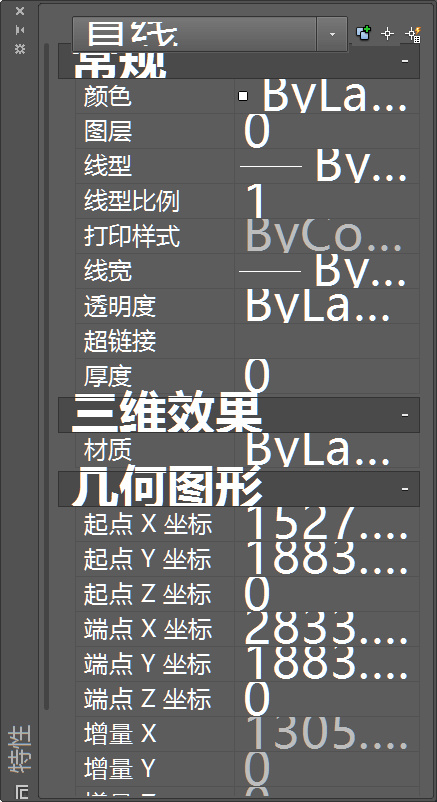 直线
常规
颜色 ByLa...
图层 0
线型 By...
线型比例 1
打印样式 ByCo...
线宽 By...
透明度 ByLa...
超链接
厚度 0
三维效果
材质 ByLa...
几何图形
起点 X 坐标 1527....
起点 Y 坐标 1883....
起点 Z 坐标 0
端点 X 坐标 2833....
端点 Y 坐标 1883....
端点 Z 坐标 0
增量 X 1305....
增量 Y 0
特性